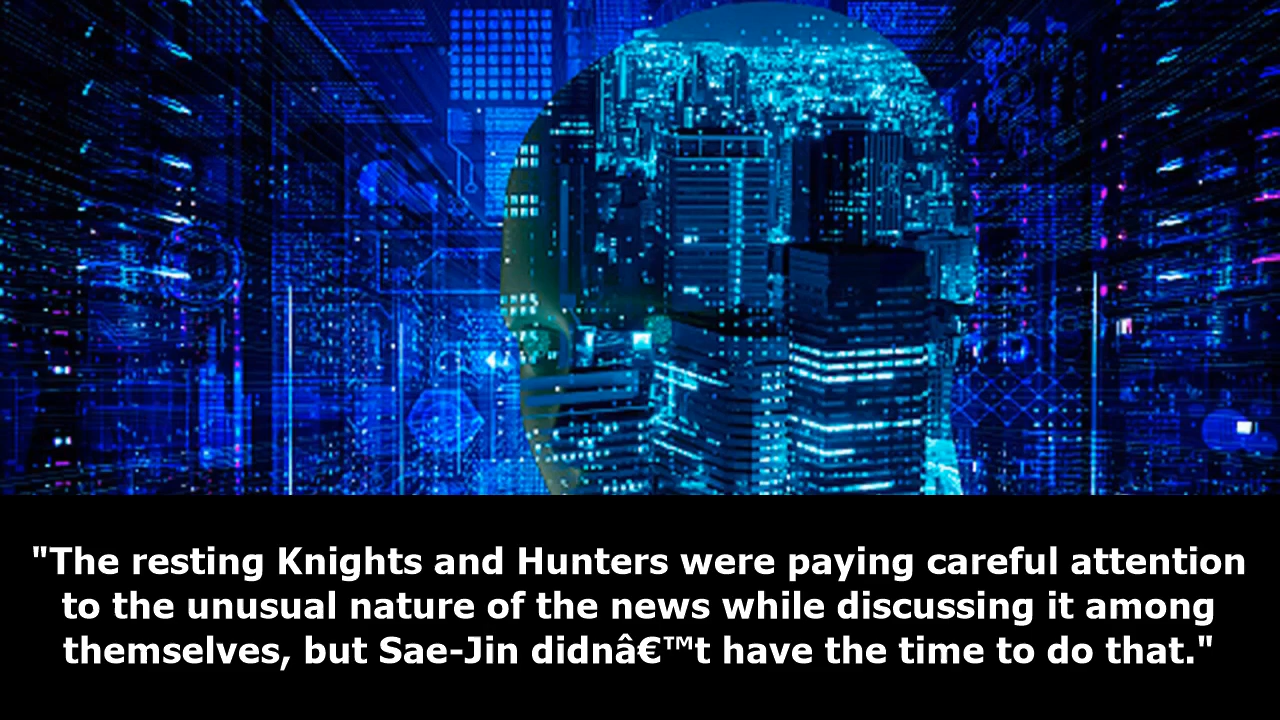 "The resting Knights and Hunters were paying careful attention
to the unusual nature of the news while discussing it among
themselves, but Sae-Jin didnâ€™t have the time to do that."